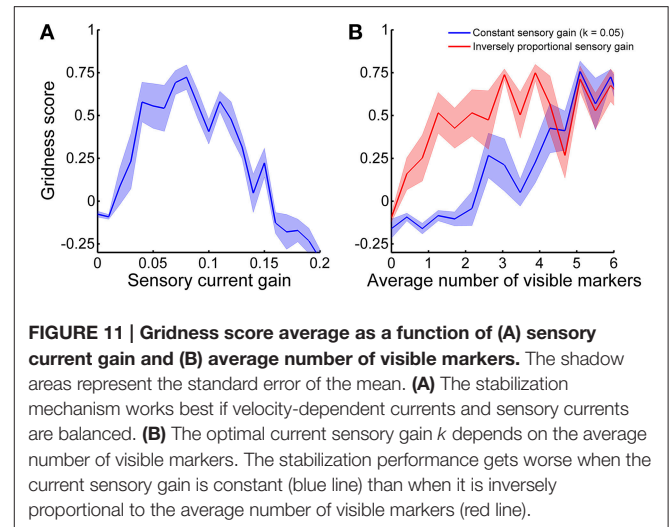 A
B
Constant sensory gain (k = 0.05)
Inversely proportional sensory gain
1
0.75
0.5
0.25
0
-0.25
Gridness score
0
0.05
0.1
0.15
0.2
Sensory current gain
1
0.75
0.5
0.25
0
-0.25
0
1
2
3
4
5
6
Average number of visible markers
FIGURE 11 | Gridness score average as a function of (A) sensory
current gain and (B) average number of visible markers. The shadow
areas represent the standard error of the mean. (A) The stabilization
mechanism works best if velocity-dependent currents and sensory currents
are balanced. (B) The optimal current sensory gain k depends on the average
number of visible markers. The stabilization performance gets worse when the
current sensory gain is constant (blue line) than when it is inversely
proportional to the average number of visible markers (red line).